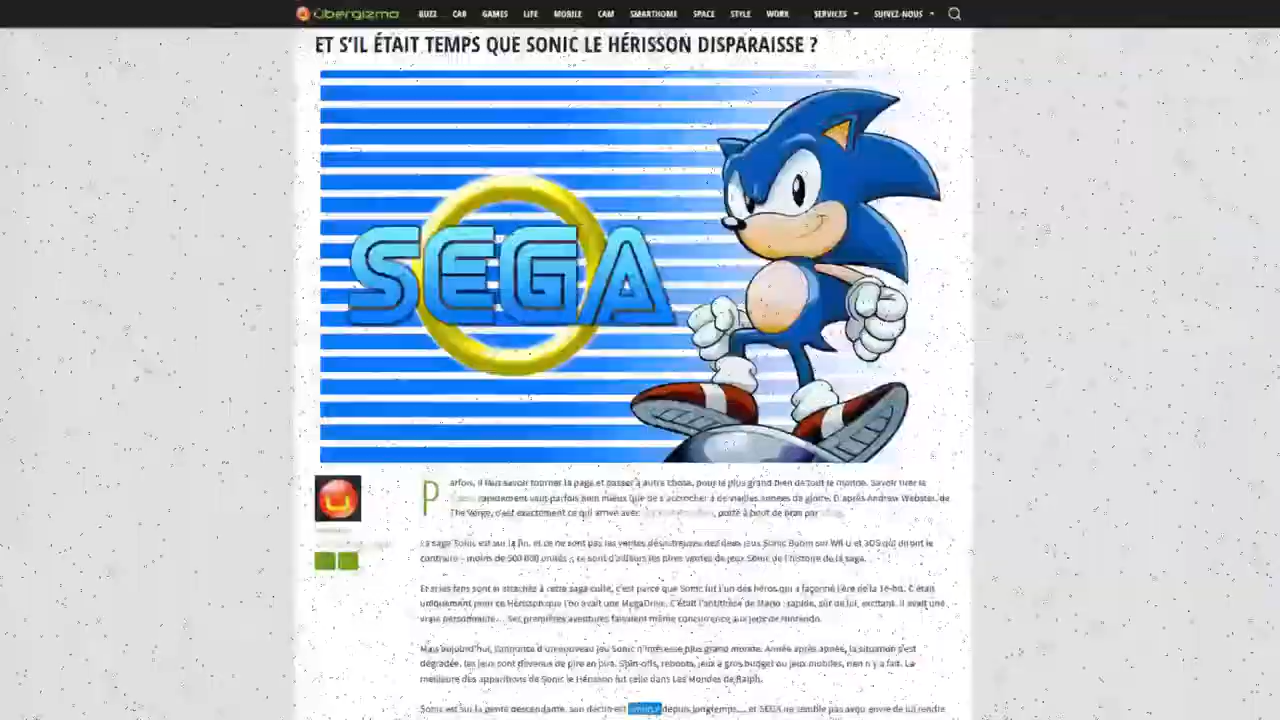 übergizmo BUZZ CAR GAMES LIFE MOBILE CAM SMARTHOME SPACE STYLE WORK SERVICES SUIVEZ-NOUS
ET S'IL ÉTAIT TEMPS QUE SONIC LE HÉRISSON DISPARAISSE ?
SEGA
Parfois, il faut savoir tourner la page et passer à autre chose, pour le plus grand bien de tout le monde. Savoir tirer le
rapidement vaut parfois bien mieux que de s'accrocher à de vieilles années de gloire. D'après Andrew Webster, de
The Verge, c'est exactement ce qui arrive avec, porté à bout de bras par
La saga Sonic est sur la fin, et ce ne sont pas les ventes désastreuses des deux jeux Sonic Boom sur Wii U et 3DS qui diront le
contraire – moins de 500 000 unités -, ce sont d'ailleurs les pires ventes de jeux Sonic de l'histoire de la saga.
Et si les fans sont si attachés à cette saga culte, c'est parce que Sonic fut l'un des héros qui a façonné l'ère de la 16-bit. C'était
uniquement pour ce Hérisson que l'on avait une MegaDrive. C'était l'antithèse de Mario : rapide, sûr de lui, excitant. Il avait une
vraie personnalité... Ses premières aventures faisaient même concurrence aux jeux de Nintendo.
Mais aujourd'hui, l'annonce d'un nouveau jeu Sonic n'intéresse plus grand monde. Année après année, la situation s'est
dégradée, les jeux sont devenus de pire en pire. Spin-offs, reboots, jeux à gros budget ou jeux mobiles, rien n'y a fait. La
meilleure des apparitions de Sonic le Hérisson fut celle dans Les Mondes de Ralph.
Sonic est sur la pente descendante, son déclin est depuis longtemps... et SEGA ne semble pas avoir envie de lui rendre